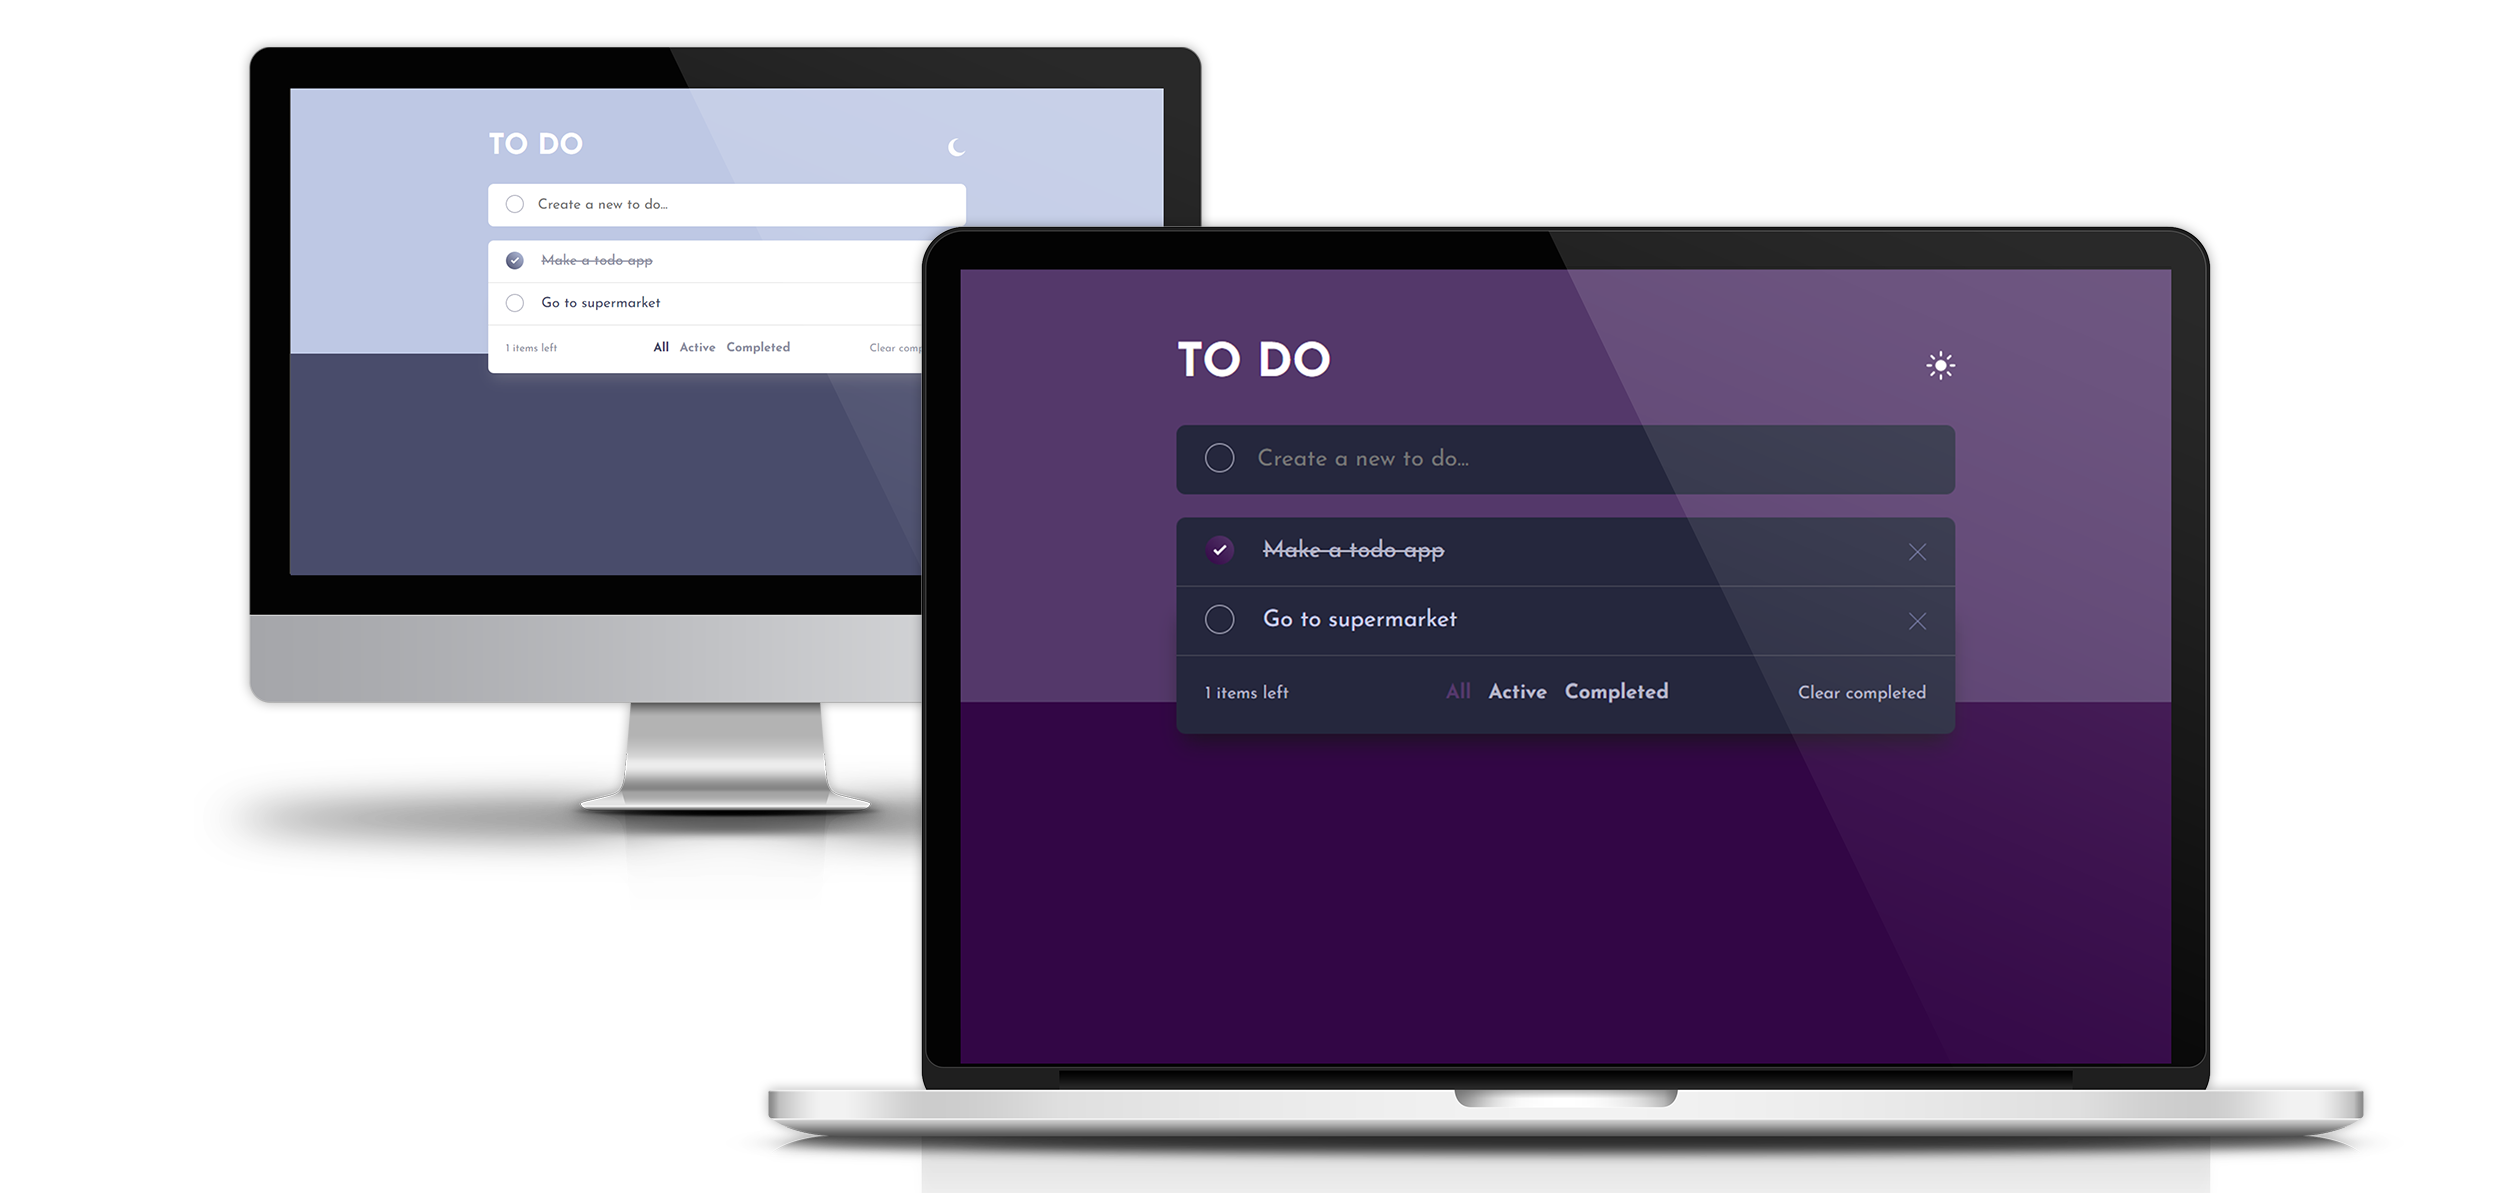 TO DO
Create a new to do...
Make a todo app
Go to supermarket
1 items left
All Active Completed
Clear comp
TO DO
Create a new to do...
Make a todo app
Go to supermarket
1 items left
All Active Completed
Clear completed